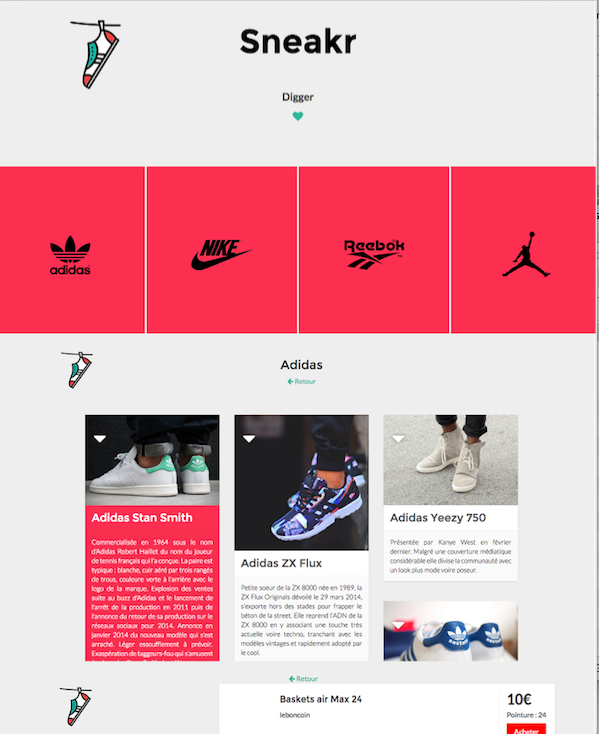 Sneakr
Digger
adidas
NIKE
Reebok
Adidas
Retour
Adidas Stan Smith
Commercialisée en 1964 sous le nom
d'Adidas Robert Haillet du nom du joueur
de tennis français qui l'a conçue. La paire est
typique : blanche, cuir aéré par trois rangés
de trous, couleure verte à l'arrière avec le
logo de la marque. Explosion des ventes
suite au buzz d'Adidas et le lancement de
l'arrêt de la production en 2011 puis de
l'annonce du retour de sa production sur le
réseaux sociaux pour 2014. Annonce en
janvier 2014 du nouveau modèle qui s'est
arraché. Léger essouflement à prévoir.
Exaspération de taggeurs-feu qui s'amusent
Adidas ZX Flux
Petite soeur de la ZX 8000 née en 1989, la
ZX Flux Originals dévoilé le 29 mars 2014,
s'exporte hors des stades pour frapper le
béton de la street. Elle reprend l'ADN de la
ZX 8000 en y associant une touche très
actuelle voire techno, tranchant avec les
modèles vintages et rapidement adopté par
le cool.
Adidas Yeezy 750
Présentée par Kanye West en février
dernier. Malgré une couverture médiatique
considérable elle divise la communauté avec
un look plus mode voire poseur.
Retour
Baskets air Max 24
leboncoin
10€
Pointure : 24
Acheter